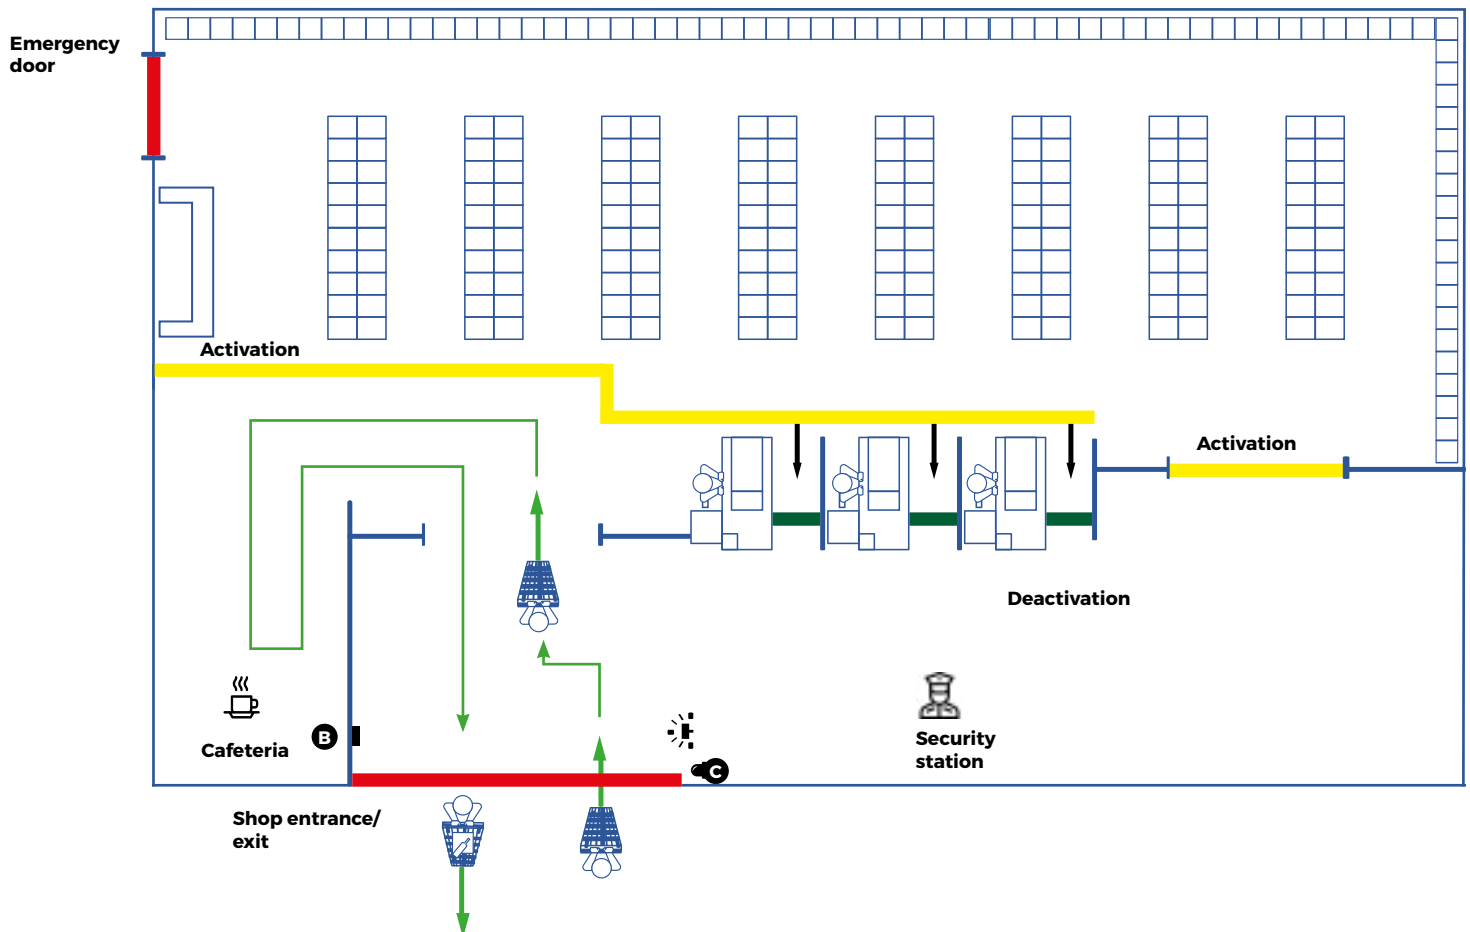 Emergency
door
Activation
Activation
Deactivation
Cafeteria
B
Security
station
C
Shop entrance/
exit